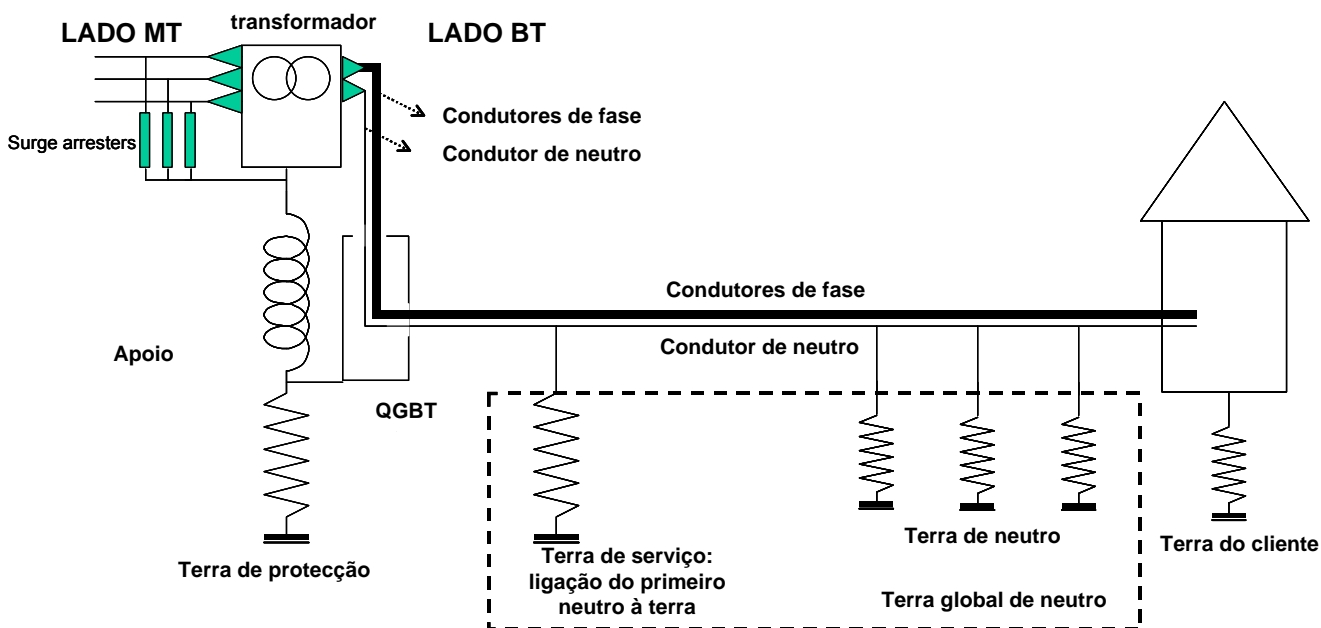 transformador
LADO MT
LADO BT
Condutores de fase
Condutor de neutro
Surge arresters
Condutores de fase
Condutor de neutro
Apoio
QGBT
Terra de protecção
Terra de serviço:
ligação do primeiro
neutro à terra
Terra de neutro
Terra global de neutro
Terra do cliente